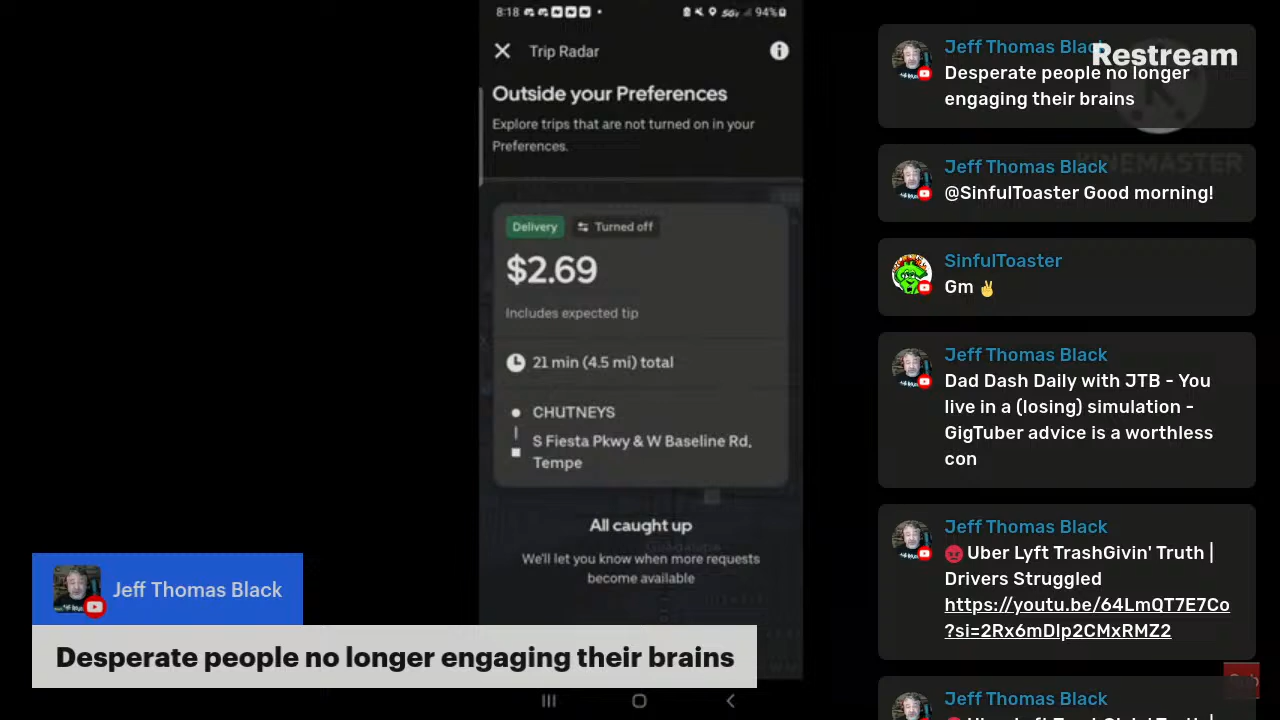 8:18
5G
94%
Trip Radar
Outside your Preferences
Explore trips that are not turned on in your
Preferences.
Delivery
Turned off
$2.69
Includes expected tip
21 min (4.5 mi) total
CHUTNEYS
S Fiesta Pkwy & W Baseline Rd,
Tempe
All caught up
We'll let you know when more requests
become available
Jeff Thomas Black
Desperate people no longer engaging their brains
Restream
KINEMASTER
Jeff Thomas Black
Desperate people no longer
engaging their brains
Jeff Thomas Black
@SinfulToaster Good morning!
SinfulToaster
Gm ✌️
Jeff Thomas Black
Dad Dash Daily with JTB - You
live in a (losing) simulation -
GigTuber advice is a worthless
con
Jeff Thomas Black
😡 Uber Lyft TrashGivin' Truth |
Drivers Struggled
https://youtu.be/64LmQT7E7Co
?si=2Rx6mDlp2CMxRMZ2
Jeff Thomas Black